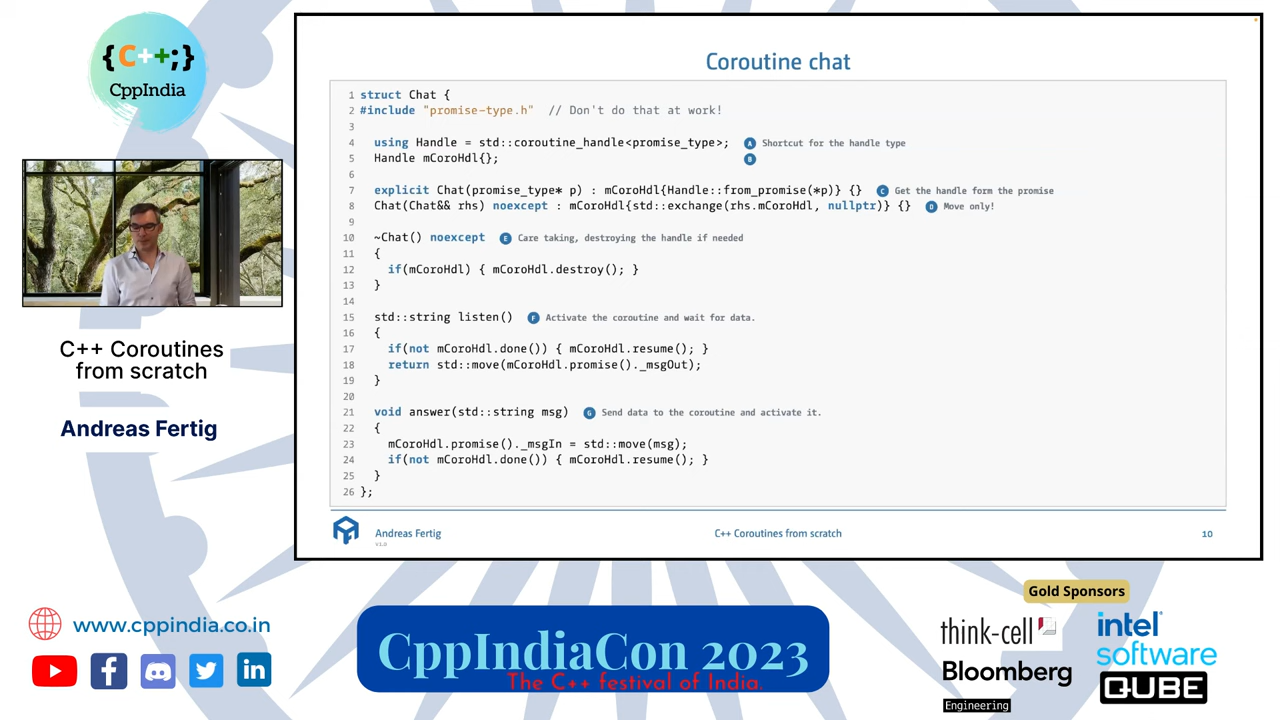 {C++;}
CppIndia
C++ Coroutines
from scratch
Andreas Fertig
Coroutine chat
1 struct Chat {
2 #include "promise-type.h" // Don't do that at work!
3
4 using Handle = std::coroutine_handle<promise_type>; A Shortcut for the handle type
5 Handle mCoroHdl{}; B
6
7 explicit Chat(promise_type* p) : mCoroHdl{Handle::from_promise(*p)} {} C Get the handle form the promise
8 Chat(Chat&& rhs) noexcept : mCoroHdl{std::exchange(rhs.mCoroHdl, nullptr)} {} D Move only!
9
10 ~Chat() noexcept E Care taking, destroying the handle if needed
11 {
12 if(mCoroHdl) { mCoroHdl.destroy(); }
13 }
14
15 std::string listen() F Activate the coroutine and wait for data.
16 {
17 if(not mCoroHdl.done()) { mCoroHdl.resume(); }
18 return std::move(mCoroHdl.promise()._msgOut);
19 }
20
21 void answer(std::string msg) G Send data to the coroutine and activate it.
22 {
23 mCoroHdl.promise()._msgIn = std::move(msg);
24 if(not mCoroHdl.done()) { mCoroHdl.resume(); }
25 }
26 };
Andreas Fertig
v1.0
C++ Coroutines from scratch
10
www.cppindia.co.in
CppIndiaCon 2023
The C++ festival of India.
Gold Sponsors
think-cell
intel
software
Bloomberg
Engineering
QUBE